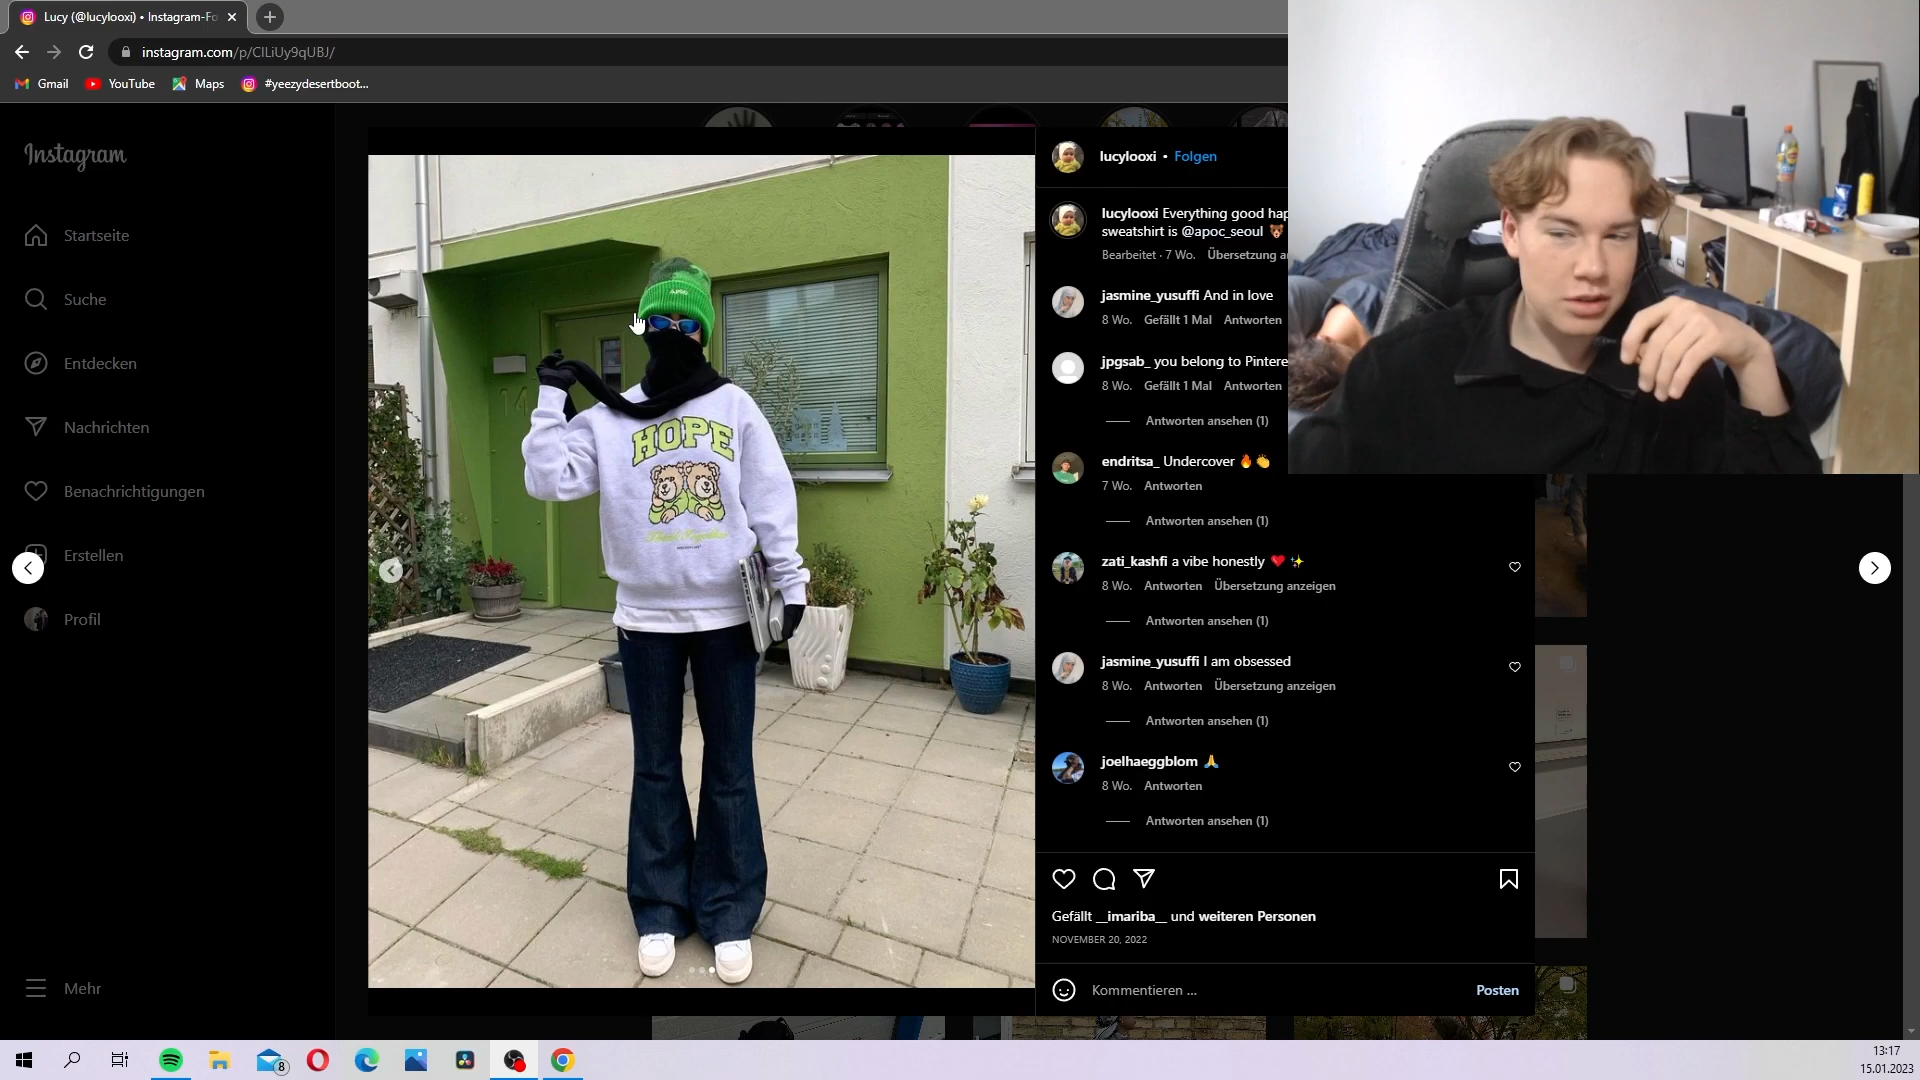 Lucy (@lucylooxi) • Instagram-Fo
instagram.com/p/ClLiUy9qUBJ/
Gmail
YouTube
Maps
#yeezydesertboot...
Instagram
Startseite
Suche
Entdecken
Nachrichten
Benachrichtigungen
Erstellen
Profil
Mehr
14
HOPE
lucylooxi • Folgen
lucylooxi Everything good hap
sweatshirt is @apoc_seoul
Bearbeitet · 7 Wo. Übersetzung a
jasmine_yusuffi And in love
8 Wo. Gefällt 1 Mal Antworten
jpgsab_ you belong to Pintere
8 Wo. Gefällt 1 Mal Antworten
Antworten ansehen (1)
endritsa_ Undercover 🔥👏
7 Wo. Antworten
Antworten ansehen (1)
zati_kashfi a vibe honestly ❤️ ✨
8 Wo. Antworten Übersetzung anzeigen
Antworten ansehen (1)
jasmine_yusuffi I am obsessed
8 Wo. Antworten Übersetzung anzeigen
Antworten ansehen (1)
joelhaeggblom 🙏
8 Wo. Antworten
Antworten ansehen (1)
Gefällt __imariba__ und weiteren Personen
NOVEMBER 20, 2022
Kommentieren ...
Posten
8
13:17
15.01.2023